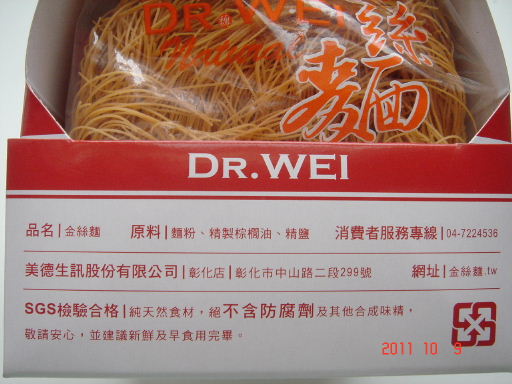 DR. WEI
Natural
絲
麵
DR.WEI
品名|金絲麵 原料|麵粉、精製棕櫚油、精鹽 消費者服務專線|04-7224536
美德生訊股份有限公司|彰化店|彰化市中山路二段299號 網址|金絲麵.tw
SGS檢驗合格|純天然食材，絕不含防腐劑及其他合成味精，
敬請安心，並建議新鮮及早食用完畢。
2011 10 9